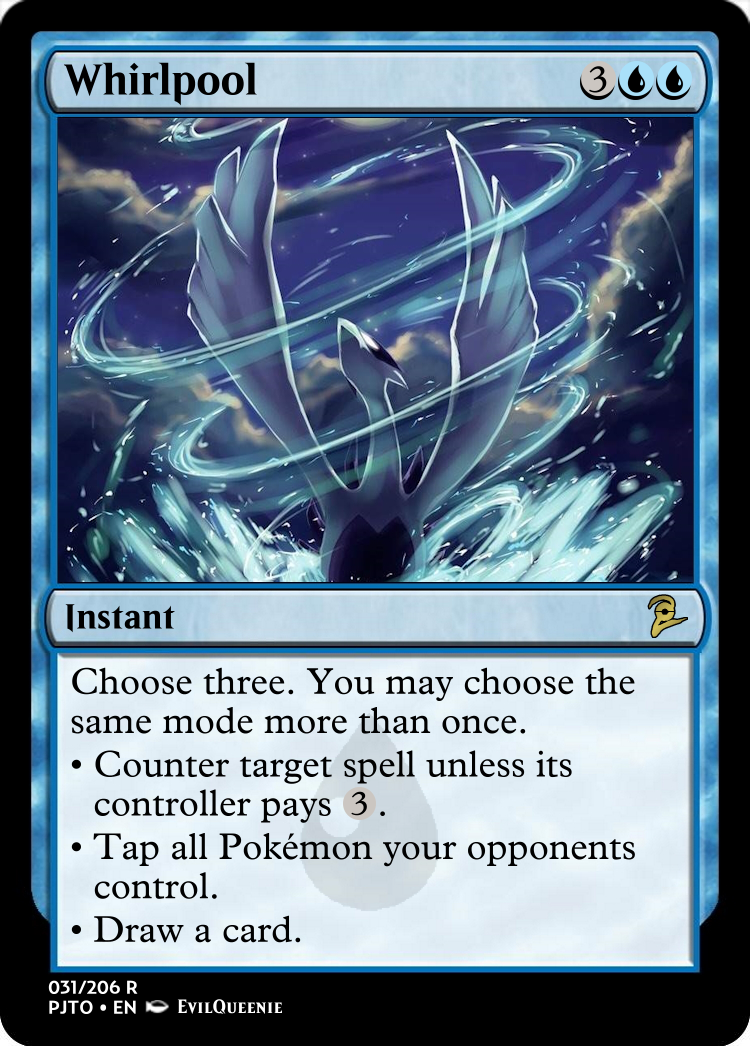 Whirlpool 3
Instant
Choose three. You may choose the
same mode more than once.
• Counter target spell unless its
controller pays 3.
• Tap all Pokémon your opponents
control.
• Draw a card.
031/206 R
PJTO • EN EvilQueenie